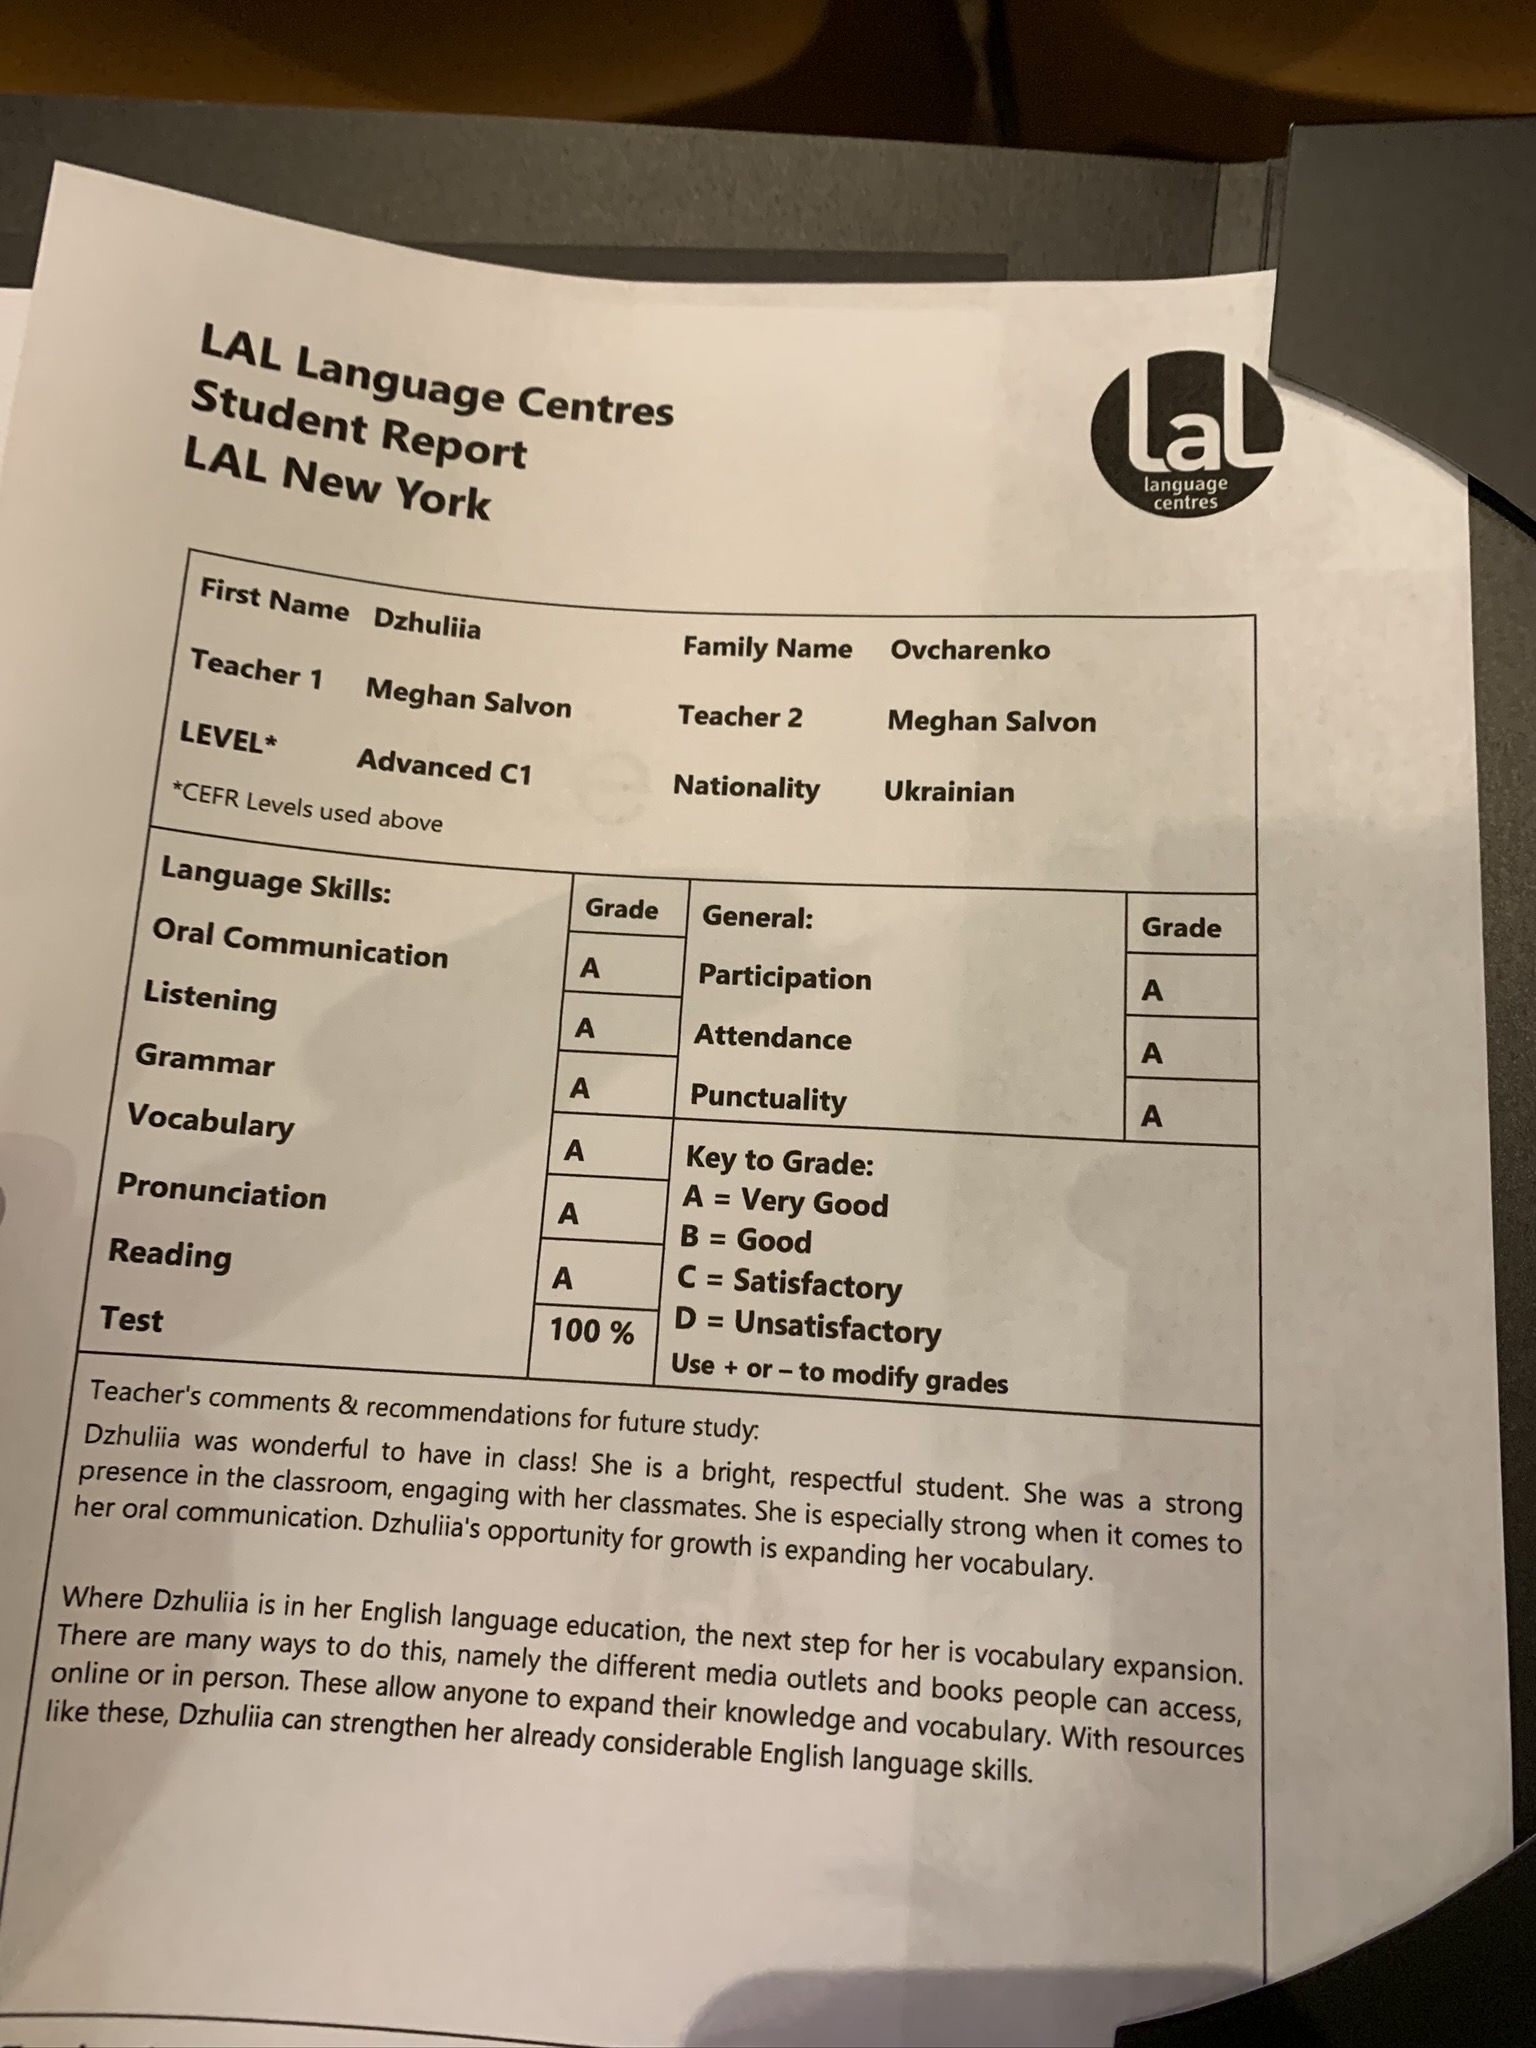 LAL Language Centres
Student Report
LAL New York
LaL
language
centres
First Name Dzhuliia Family Name Ovcharenko
Teacher 1 Meghan Salvon Teacher 2 Meghan Salvon
LEVEL* Advanced C1 Nationality Ukrainian
*CEFR Levels used above
Language Skills: Grade General: Grade
Oral Communication A Participation A
Listening A Attendance A
Grammar A Punctuality A
Vocabulary A Key to Grade:
A = Very Good
Pronunciation A B = Good
Reading A C = Satisfactory
Test 100 % D = Unsatisfactory
Use + or – to modify grades
Teacher's comments & recommendations for future study:
Dzhuliia was wonderful to have in class! She is a bright, respectful student. She was a strong
presence in the classroom, engaging with her classmates. She is especially strong when it comes to
her oral communication. Dzhuliia's opportunity for growth is expanding her vocabulary.
Where Dzhuliia is in her English language education, the next step for her is vocabulary expansion.
There are many ways to do this, namely the different media outlets and books people can access,
online or in person. These allow anyone to expand their knowledge and vocabulary. With resources
like these, Dzhuliia can strengthen her already considerable English language skills.